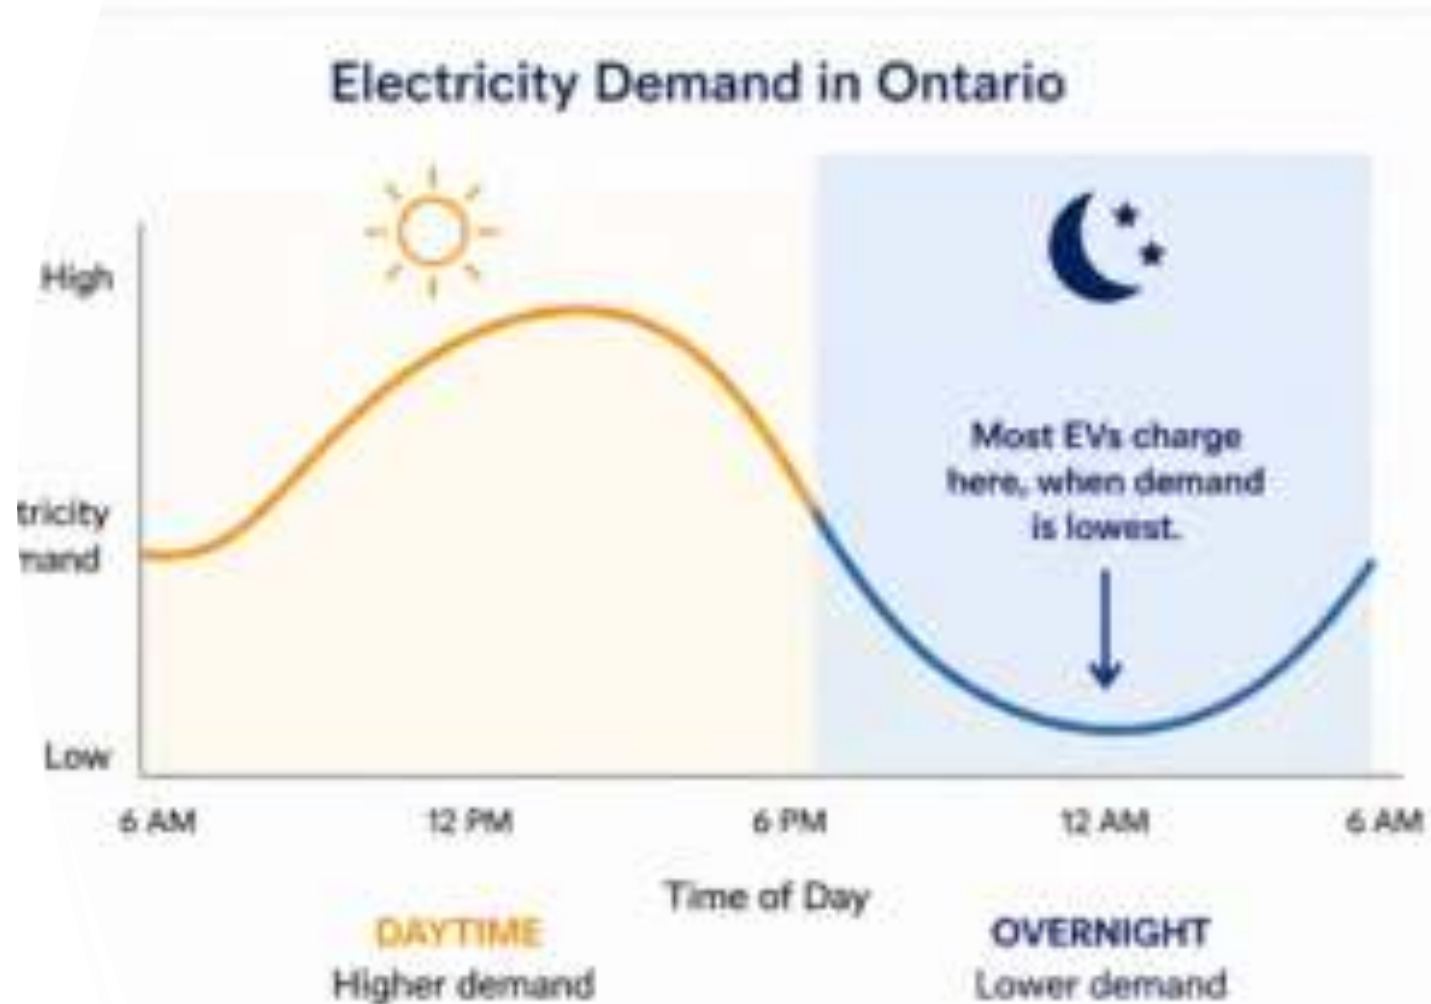 Electricity Demand in Ontario
High
tricity
mand
Low
Most EVs charge
here, when demand
is lowest.
6 AM
12 PM
6 PM
12 AM
6 AM
Time of Day
DAYTIME
Higher demand
OVERNIGHT
Lower demand